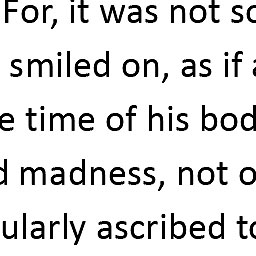 For, it was not so
smiled on, as if a
e time of his bod
d madness, not o
ularly ascribed to